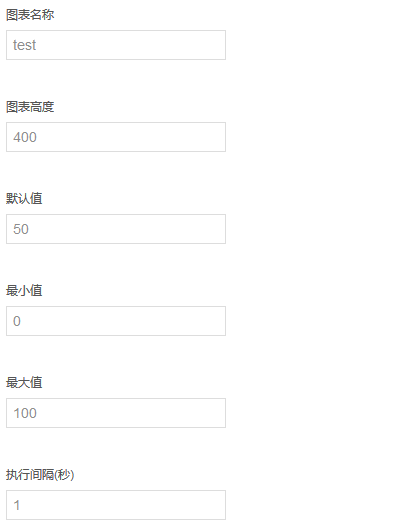 图表名称
test
图表高度
400
默认值
50
最小值
0
最大值
100
执行间隔(秒)
1